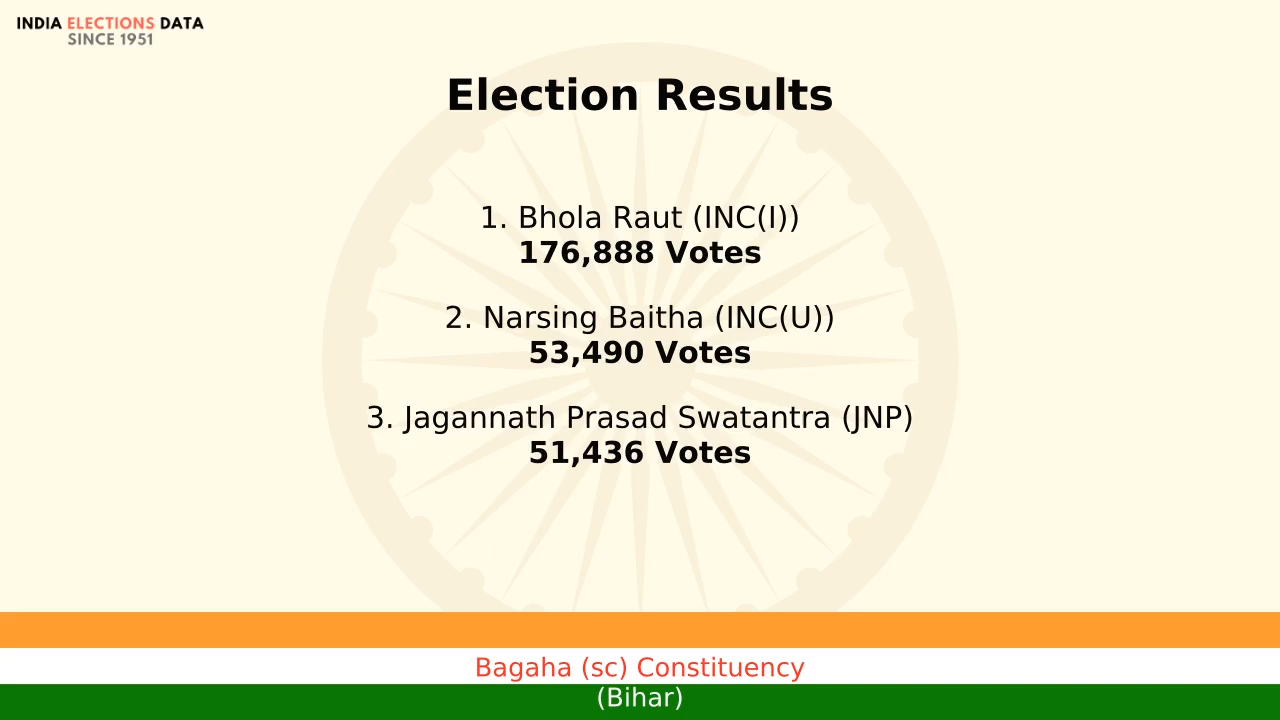 INDIA ELECTIONS DATA
SINCE 1951
Election Results
1. Bhola Raut (INC(I))
176,888 Votes
2. Narsing Baitha (INC(U))
53,490 Votes
3. Jagannath Prasad Swatantra (JNP)
51,436 Votes
Bagaha (sc) Constituency
(Bihar)